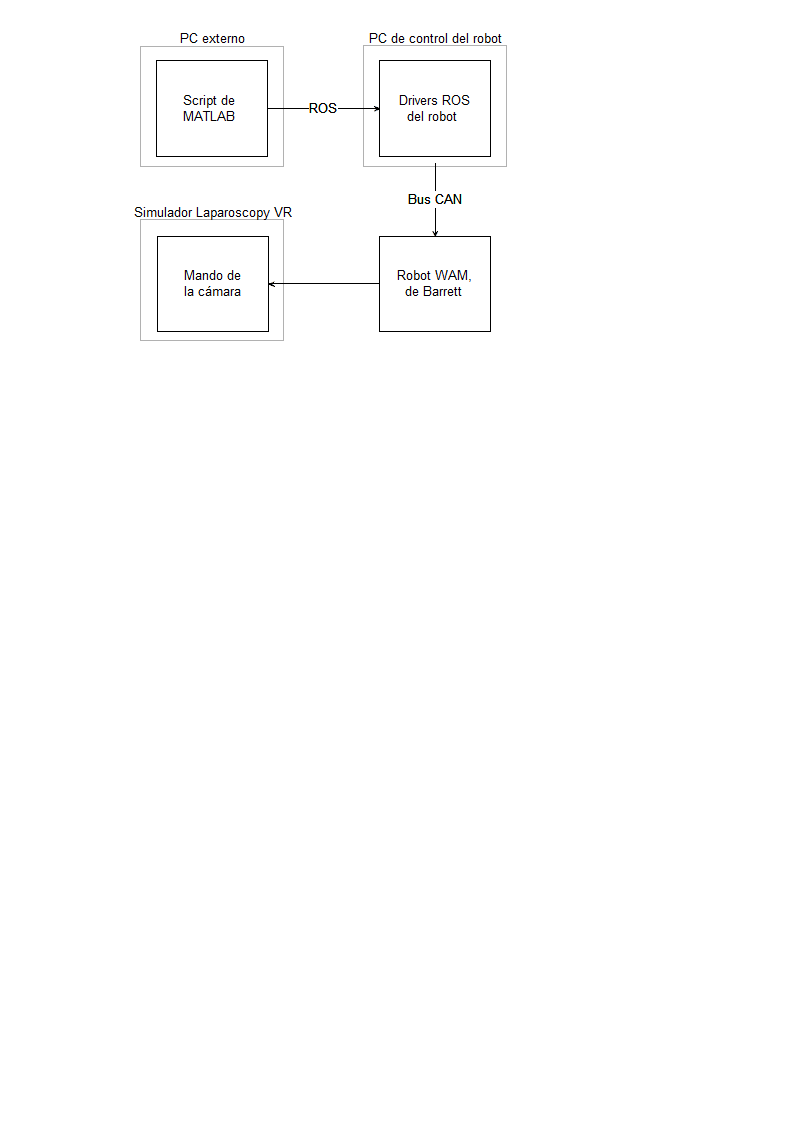 PC externo
PC de control del robot
Script de
MATLAB
ROS
Drivers ROS
del robot
Bus CAN
Simulador Laparoscopy VR
Mando de
la cámara
Robot WAM,
de Barrett